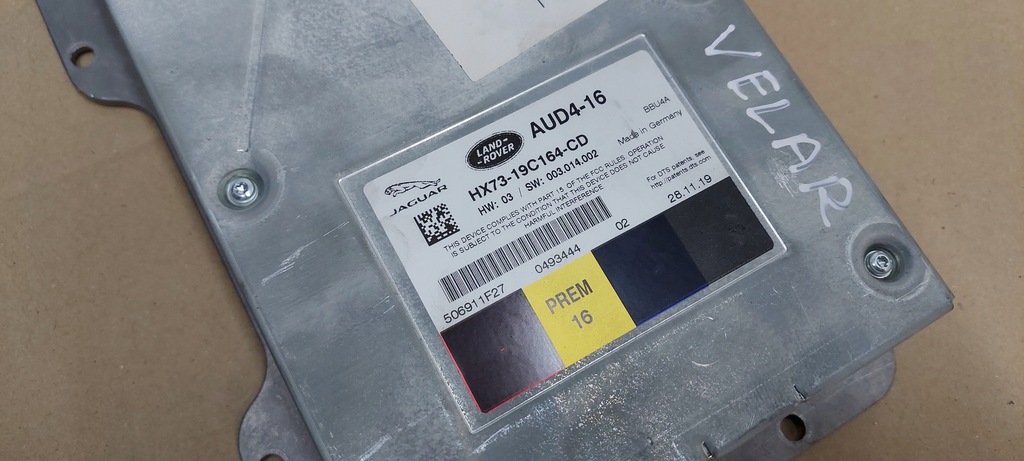 VELAR
LAND-
-ROVER
AUD4-16
BBU4A
JAGUAR
HX73-19C164-CD
Made in Germany
HW: 03 / SW: 003.014.002
THIS DEVICE COMPLIES WITH PART 15 OF THE FCC RULES. OPERATION
IS SUBJECT TO THE CONDITION THAT THIS DEVICE DOES NOT CAUSE
HARMFUL INTERFERENCE
For DTS patents, see
http://patents.dts.com
506911F27 0493444 02 28.11.19
PREM
16